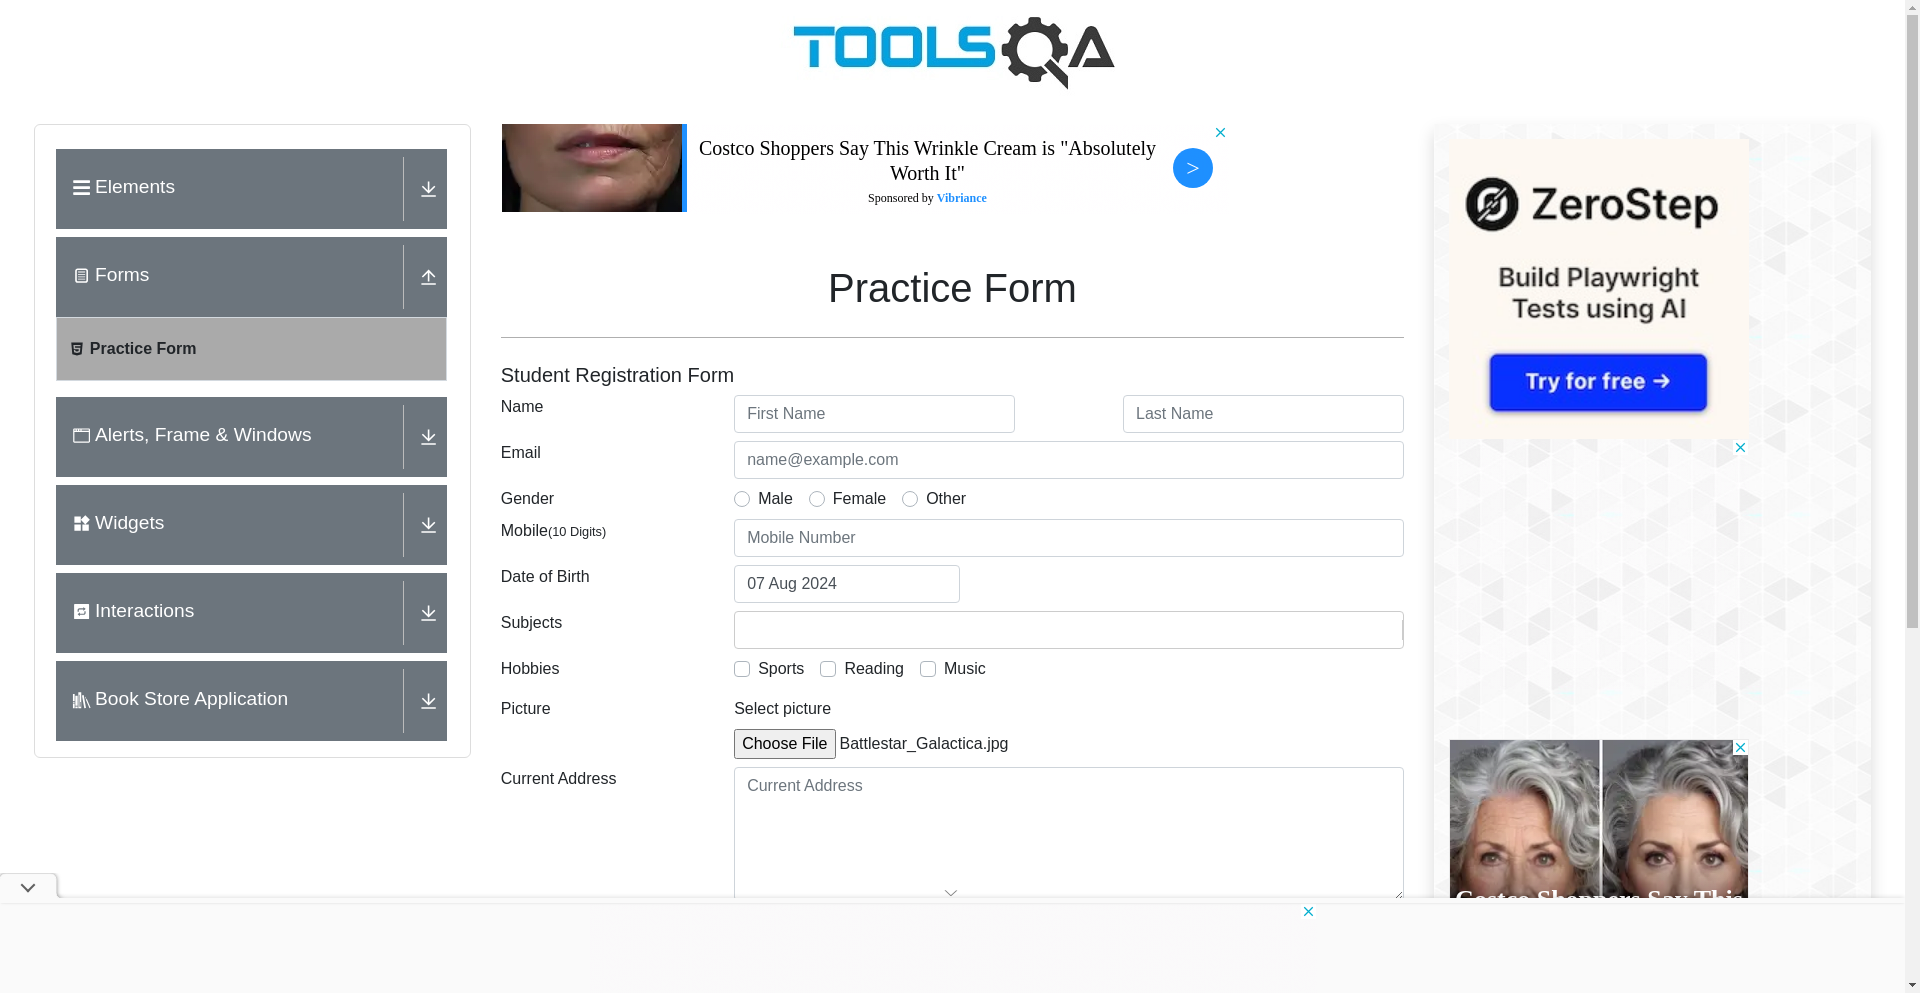 TOOLSQA
Elements
Forms
Practice Form
Alerts, Frame & Windows
Widgets
Interactions
Book Store Application
Costco Shoppers Say This Wrinkle Cream is "Absolutely
Worth It"
Sponsored by Vibriance
>
Practice Form
Student Registration Form
Name
First Name
Last Name
Email
name@example.com
Gender
Male
Female
Other
Mobile(10 Digits)
Mobile Number
Date of Birth
07 Aug 2024
Subjects
Hobbies
Sports
Reading
Music
Picture
Select picture
Choose File Battlestar_Galactica.jpg
Current Address
Current Address
ZeroStep
Build Playwright
Tests using AI
Try for free →
Costco Shoppers Say This